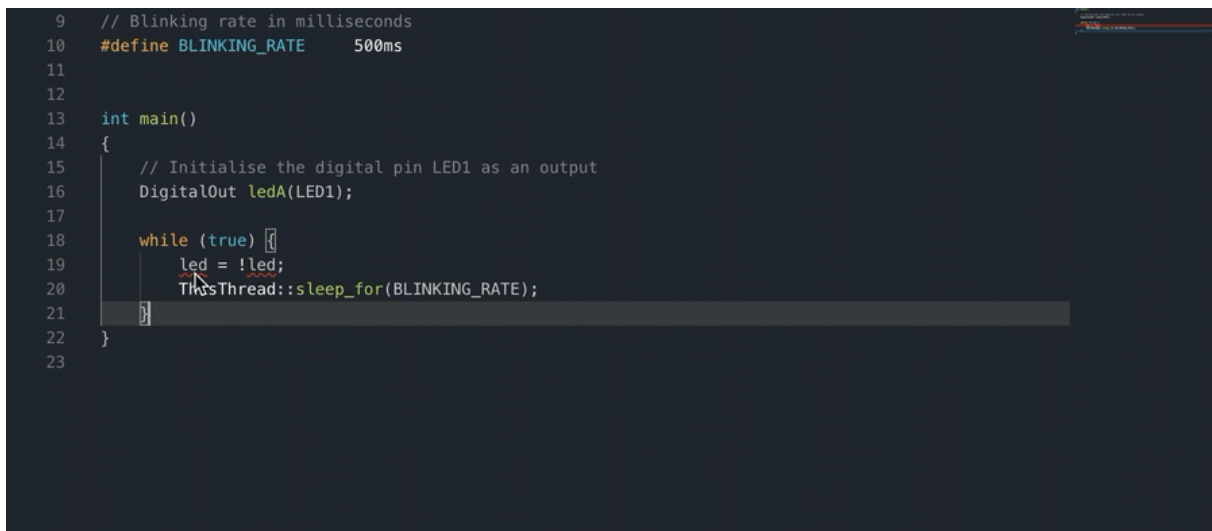 9 // Blinking rate in milliseconds
10 #define BLINKING_RATE     500ms
11
12
13 int main()
14 {
15     // Initialise the digital pin LED1 as an output
16     DigitalOut ledA(LED1);
17
18     while (true) {
19         led = !led;
20         ThisThread::sleep_for(BLINKING_RATE);
21     }
22 }
23